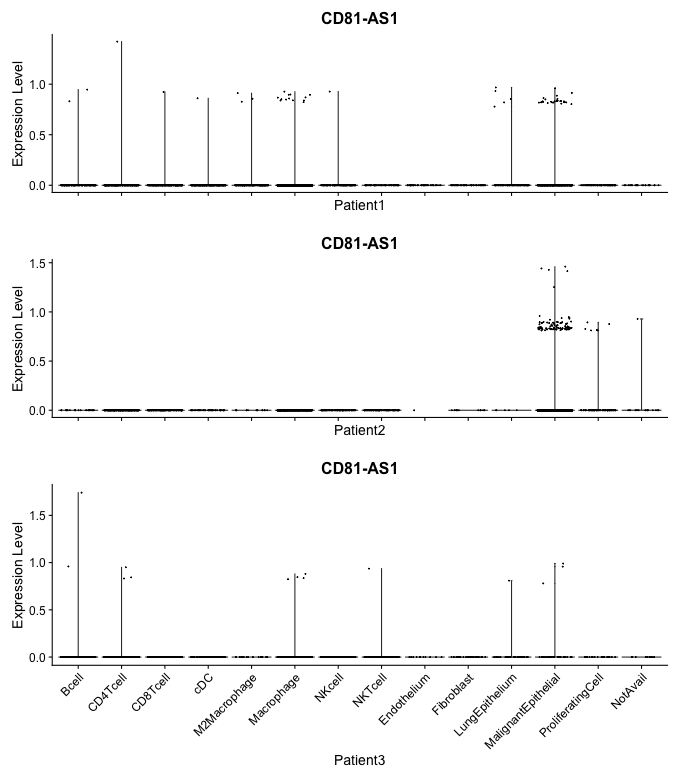 CD81-AS1
Expression Level
1.0
0.5
0.0
Patient1
CD81-AS1
Expression Level
1.5
1.0
0.5
0.0
Patient2
CD81-AS1
Expression Level
1.5
1.0
0.5
0.0
Bcell
CD4Tcell
CD8Tcell
cDC
M2Macrophage
Macrophage
NKcell
NKTcell
Endothelium
Fibroblast
LungEpithelium
MalignantEpithelial
ProliferatingCell
NotAvail
Patient3